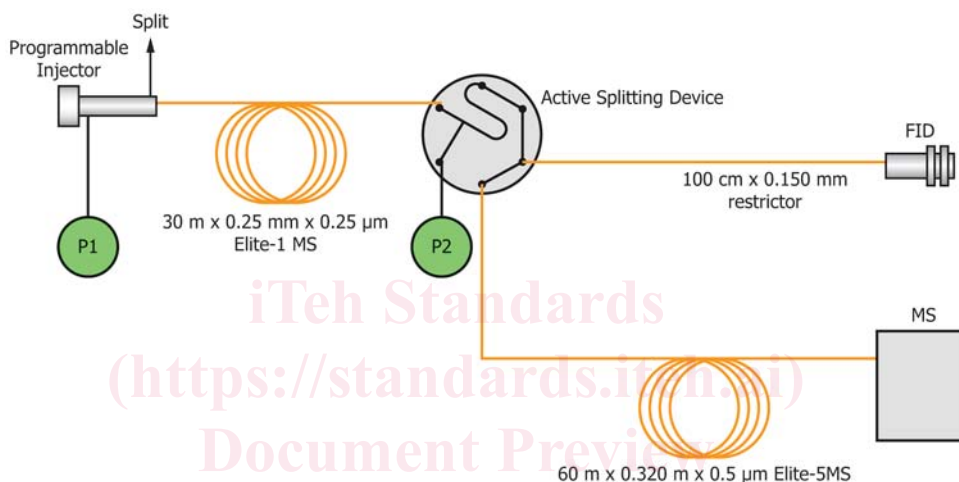 Split
Programmable
Injector
Active Splitting Device
FID
100 cm x 0.150 mm
restrictor
30 m x 0.25 mm x 0.25 µm
Elite-1 MS
P1
P2
MS
iTeh Standards
(https://standards.iteh.ai)
Document Preview
60 m x 0.320 m x 0.5 µm Elite-5MS